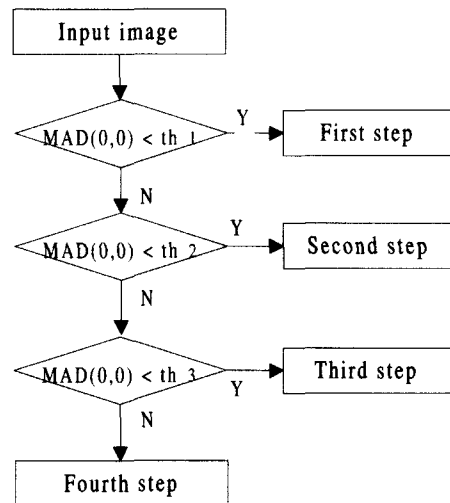 Input image
MAD(0,0) < th 1
Y
First step
N
MAD(0,0) < th 2
Y
Second step
N
MAD(0,0) < th 3
Y
Third step
N
Fourth step